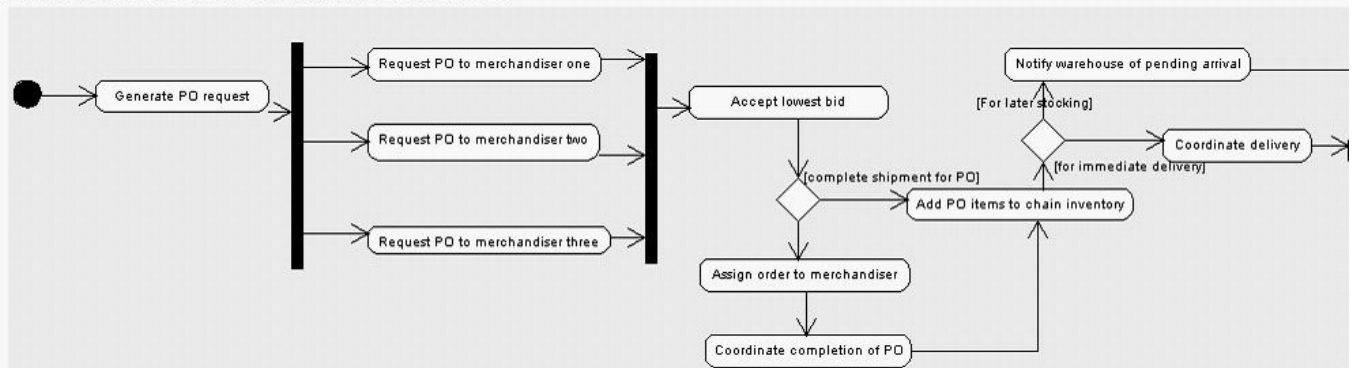 Generate PO request
Request PO to merchandiser one
Request PO to merchandiser two
Request PO to merchandiser three
Accept lowest bid
[complete shipment for PO]
Assign order to merchandiser
Coordinate completion of PO
Add PO items to chain inventory
[for immediate delivery]
[For later stocking]
Notify warehouse of pending arrival
Coordinate delivery